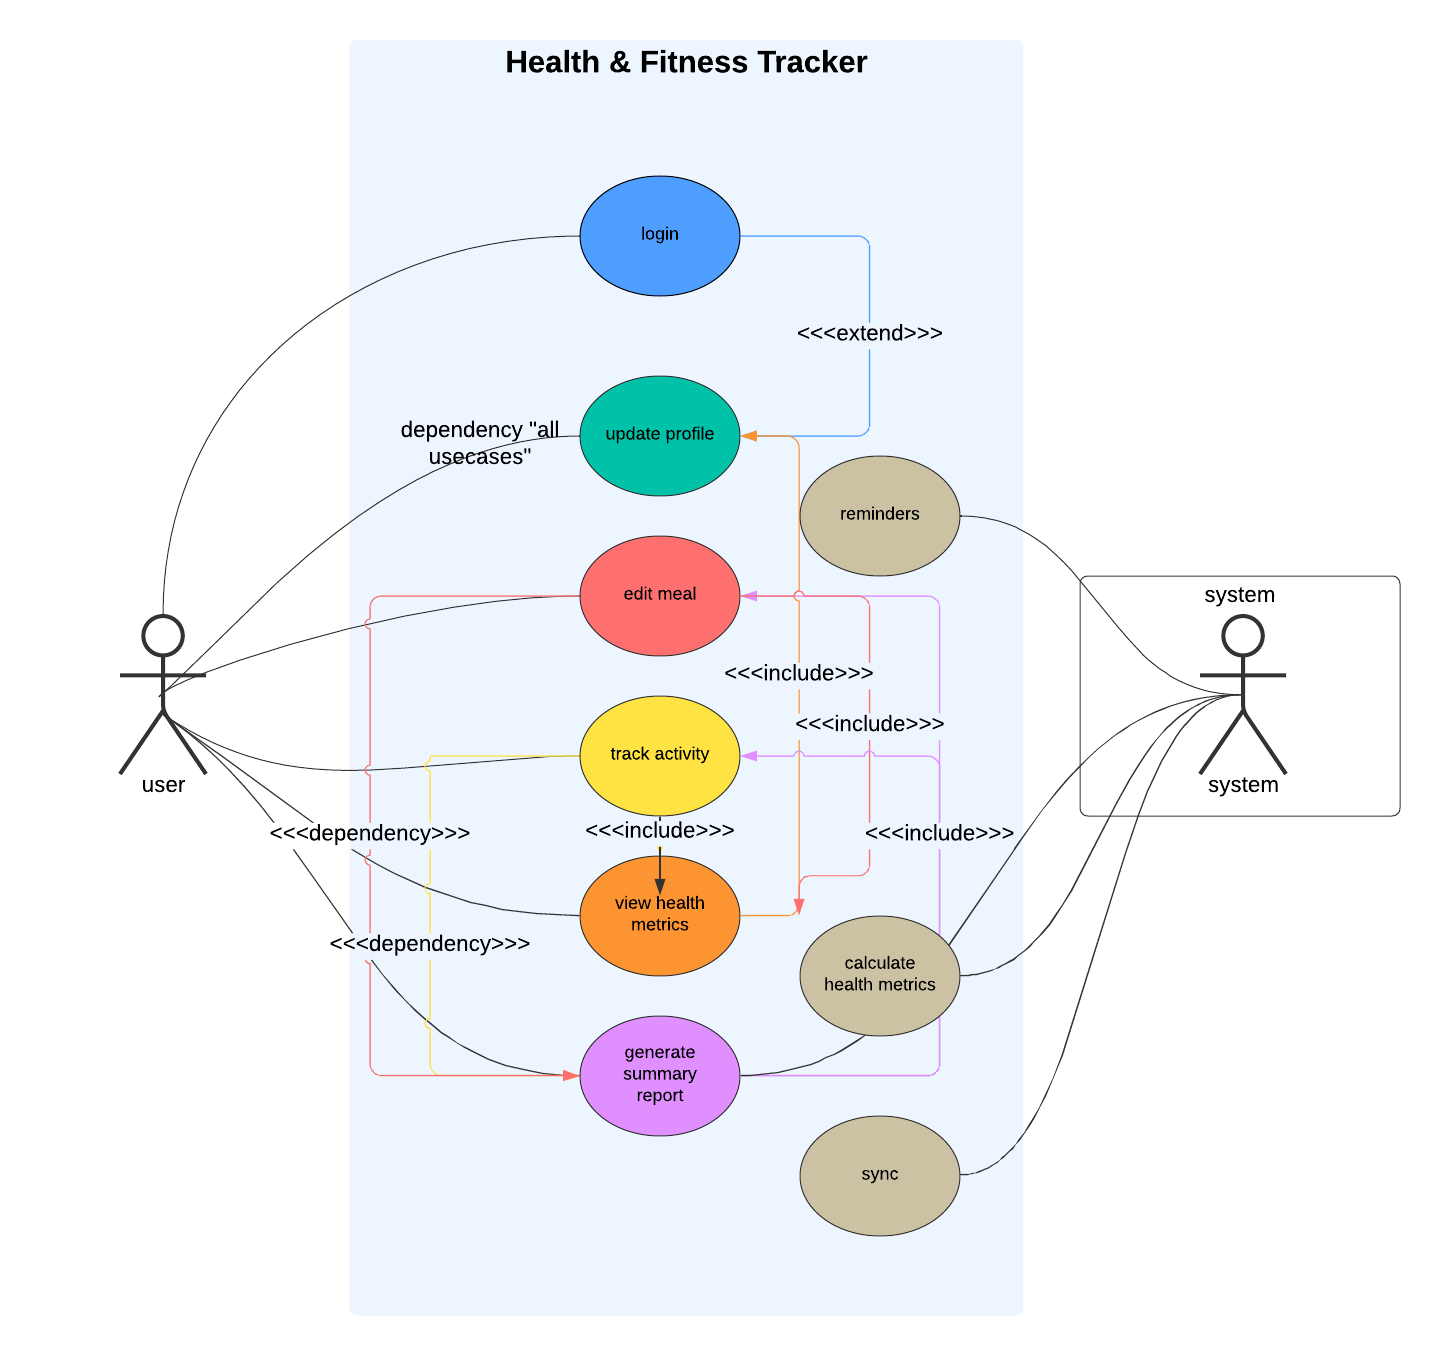 Health & Fitness Tracker
login
<<<extend>>>
dependency "all
usecases"
update profile
reminders
edit meal
system
<<<include>>>
<<<include>>>
track activity
user
system
<<<dependency>>>
<<<include>>>
<<<include>>>
view health
metrics
<<<dependency>>>
calculate
health metrics
generate
summary
report
sync